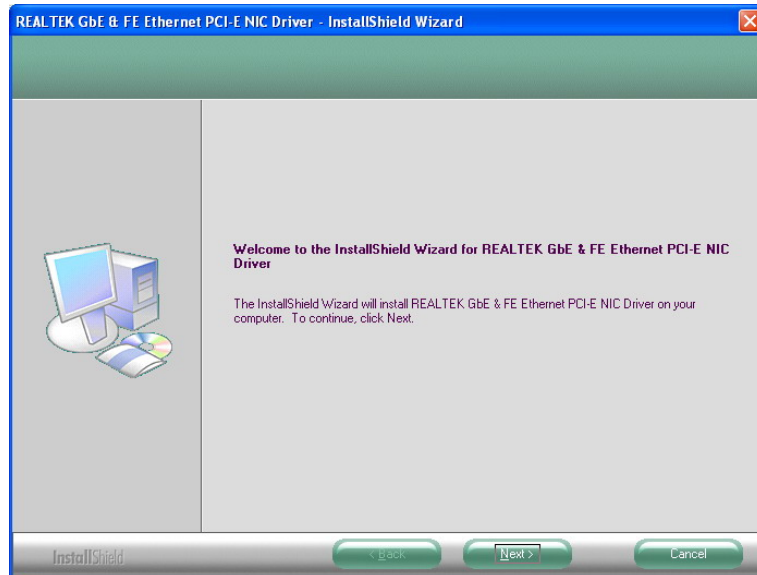 REALTEK GbE & FE Ethernet PCI-E NIC Driver - InstallShield Wizard
Welcome to the InstallShield Wizard for REALTEK GbE & FE Ethernet PCI-E NIC
Driver
The InstallShield Wizard will install REALTEK GbE & FE Ethernet PCI-E NIC Driver on your
computer. To continue, click Next.
InstallShield
< Back
Next >
Cancel